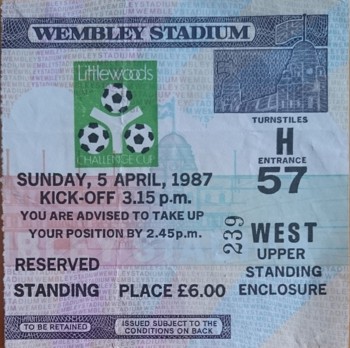 WEMBLEY STADIUM
Littlewoods
CHALLENGE CUP
TURNSTILES
H
ENTRANCE
57
SUNDAY, 5 APRIL, 1987
KICK-OFF 3.15 p.m.
YOU ARE ADVISED TO TAKE UP
YOUR POSITION BY 2.45p.m.
239
WEST
UPPER
STANDING
ENCLOSURE
RESERVED
STANDING PLACE £6.00
TO BE RETAINED
ISSUED SUBJECT TO THE
CONDITIONS ON BACK